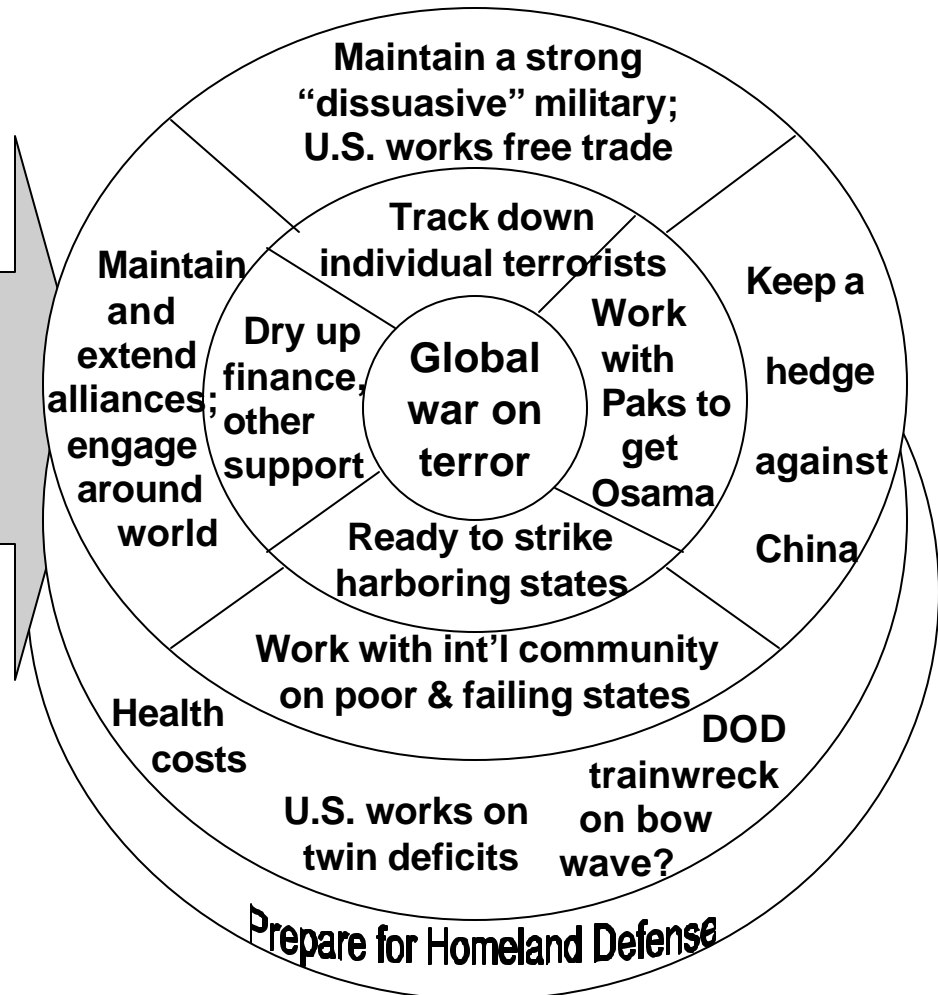 Maintain a strong
“dissuasive” military;
U.S. works free trade
Track down
individual terrorists
Maintain
and
extend
alliances;
engage
around
world
Dry up
finance,
other
support
Global
war on
terror
Work
with
Paks to
get
Osama
Keep a
hedge
against
China
Ready to strike
harboring states
Work with int’l community
on poor & failing states
Health
costs
U.S. works on
twin deficits
DOD
trainwreck
on bow
wave?
Prepare for Homeland Defense